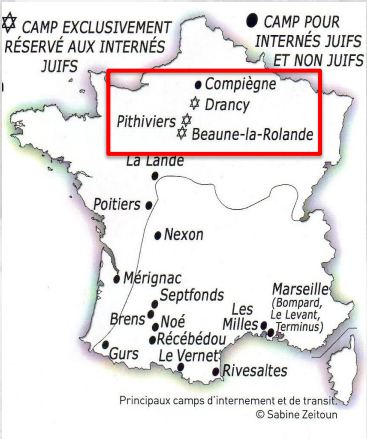 CAMP EXCLUSIVEMENT
RÉSERVÉ AUX INTERNÉS
JUIFS
CAMP POUR
INTERNÉS JUIFS
ET NON JUIFS
Compiègne
Drancy
Pithiviers
Beaune-la-Rolande
La Lande
Poitiers
Nexon
Mérignac
Septfonds
Brens
Noé
Récébédou
Gurs
Le Vernet
Rivesaltes
Les
Milles
Marseille
(Bompard,
Le Levant,
Terminus)
Principaux camps d'internement et de transit.
© Sabine Zeitoun